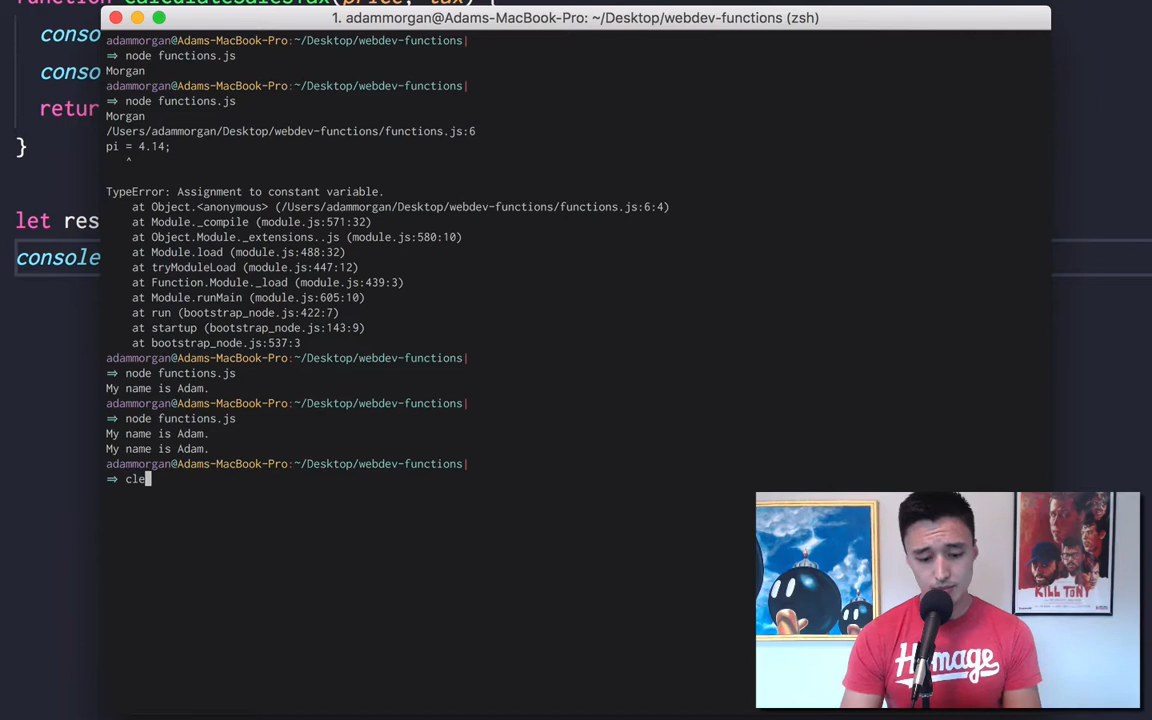 function calculateSalesTax(price, tax) {
conso
conso
retur
}
let res
console
1. adammorgan@Adams-MacBook-Pro: ~/Desktop/webdev-functions (zsh)
adammorgan@Adams-MacBook-Pro:~/Desktop/webdev-functions|
⇒ node functions.js
Morgan
adammorgan@Adams-MacBook-Pro:~/Desktop/webdev-functions|
⇒ node functions.js
Morgan
/Users/adammorgan/Desktop/webdev-functions/functions.js:6
pi = 4.14;
^
TypeError: Assignment to constant variable.
at Object.<anonymous> (/Users/adammorgan/Desktop/webdev-functions/functions.js:6:4)
at Module._compile (module.js:571:32)
at Object.Module._extensions..js (module.js:580:10)
at Module.load (module.js:488:32)
at tryModuleLoad (module.js:447:12)
at Function.Module._load (module.js:439:3)
at Module.runMain (module.js:605:10)
at run (bootstrap_node.js:422:7)
at startup (bootstrap_node.js:143:9)
at bootstrap_node.js:537:3
adammorgan@Adams-MacBook-Pro:~/Desktop/webdev-functions|
⇒ node functions.js
My name is Adam.
adammorgan@Adams-MacBook-Pro:~/Desktop/webdev-functions|
⇒ node functions.js
My name is Adam.
My name is Adam.
adammorgan@Adams-MacBook-Pro:~/Desktop/webdev-functions|
⇒ cle
KILL TONY
Homage